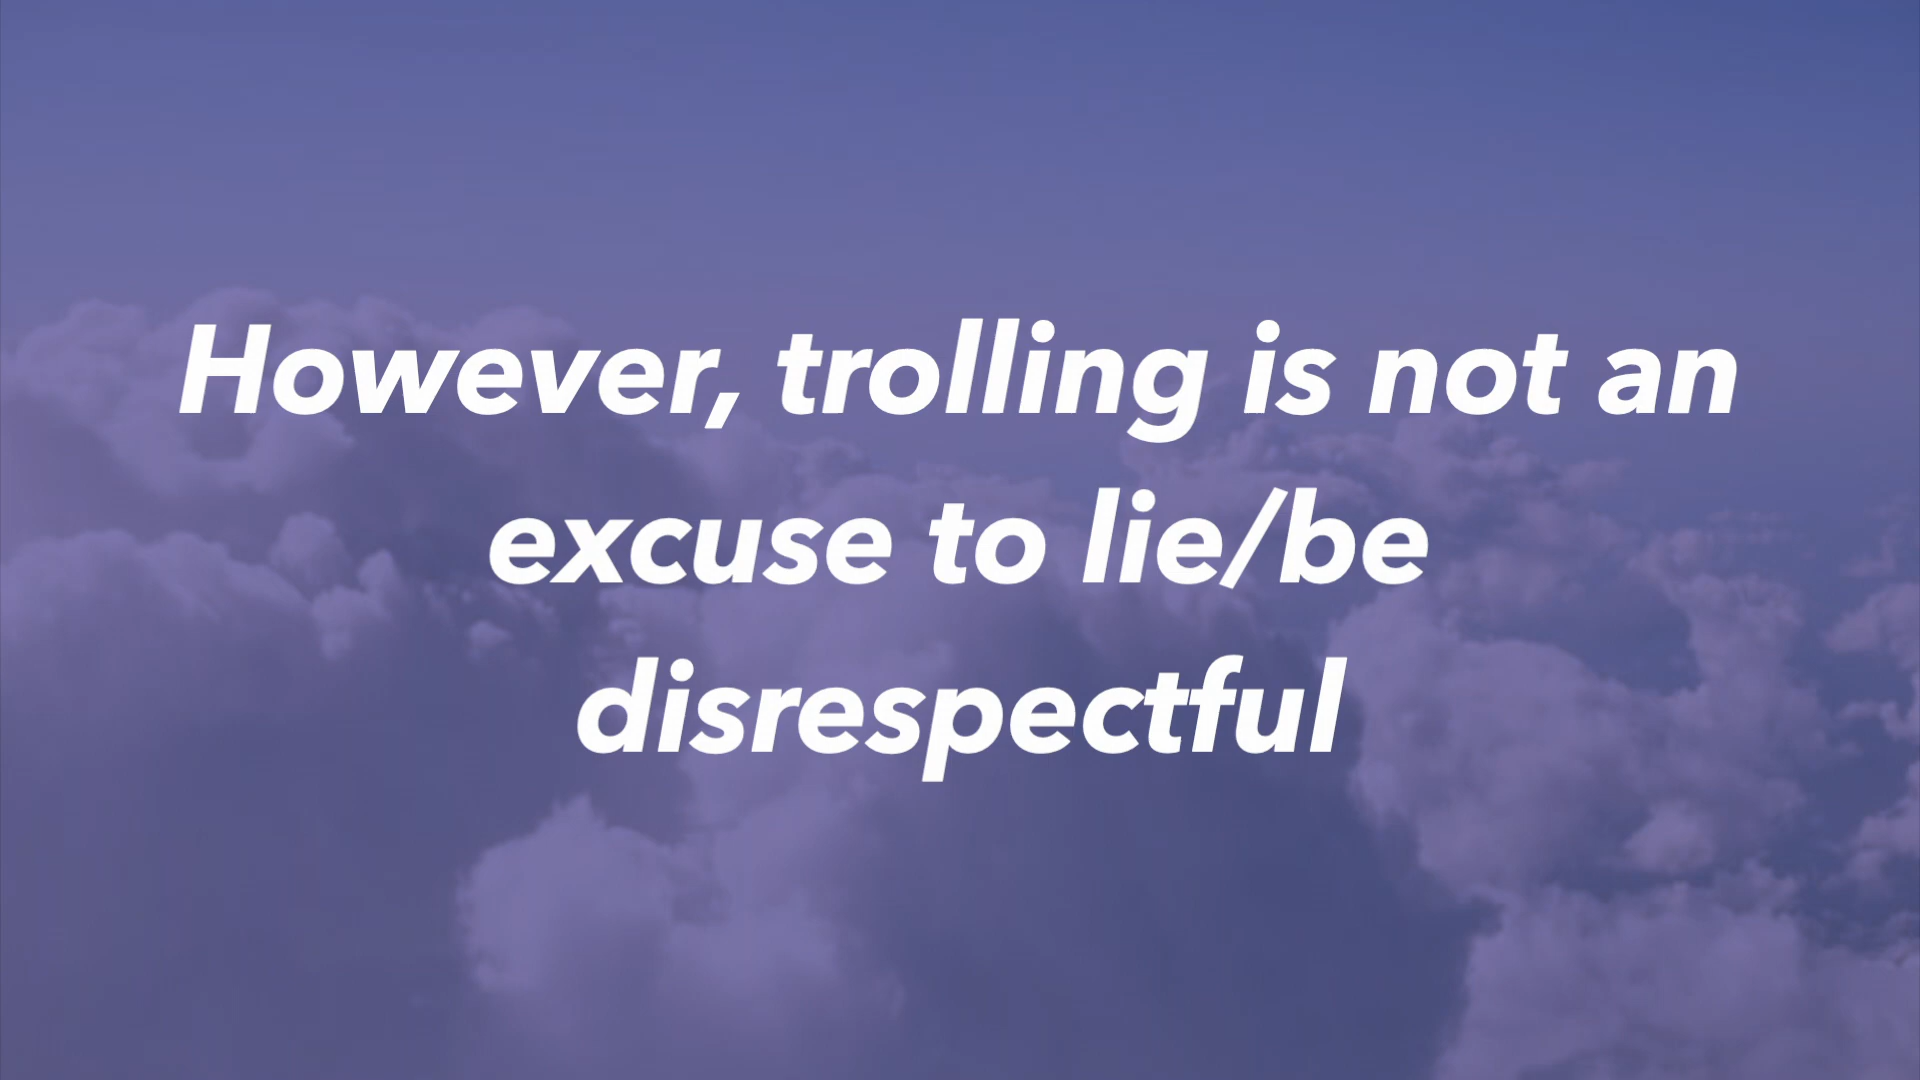 However, trolling is not an
excuse to lie/be
disrespectful